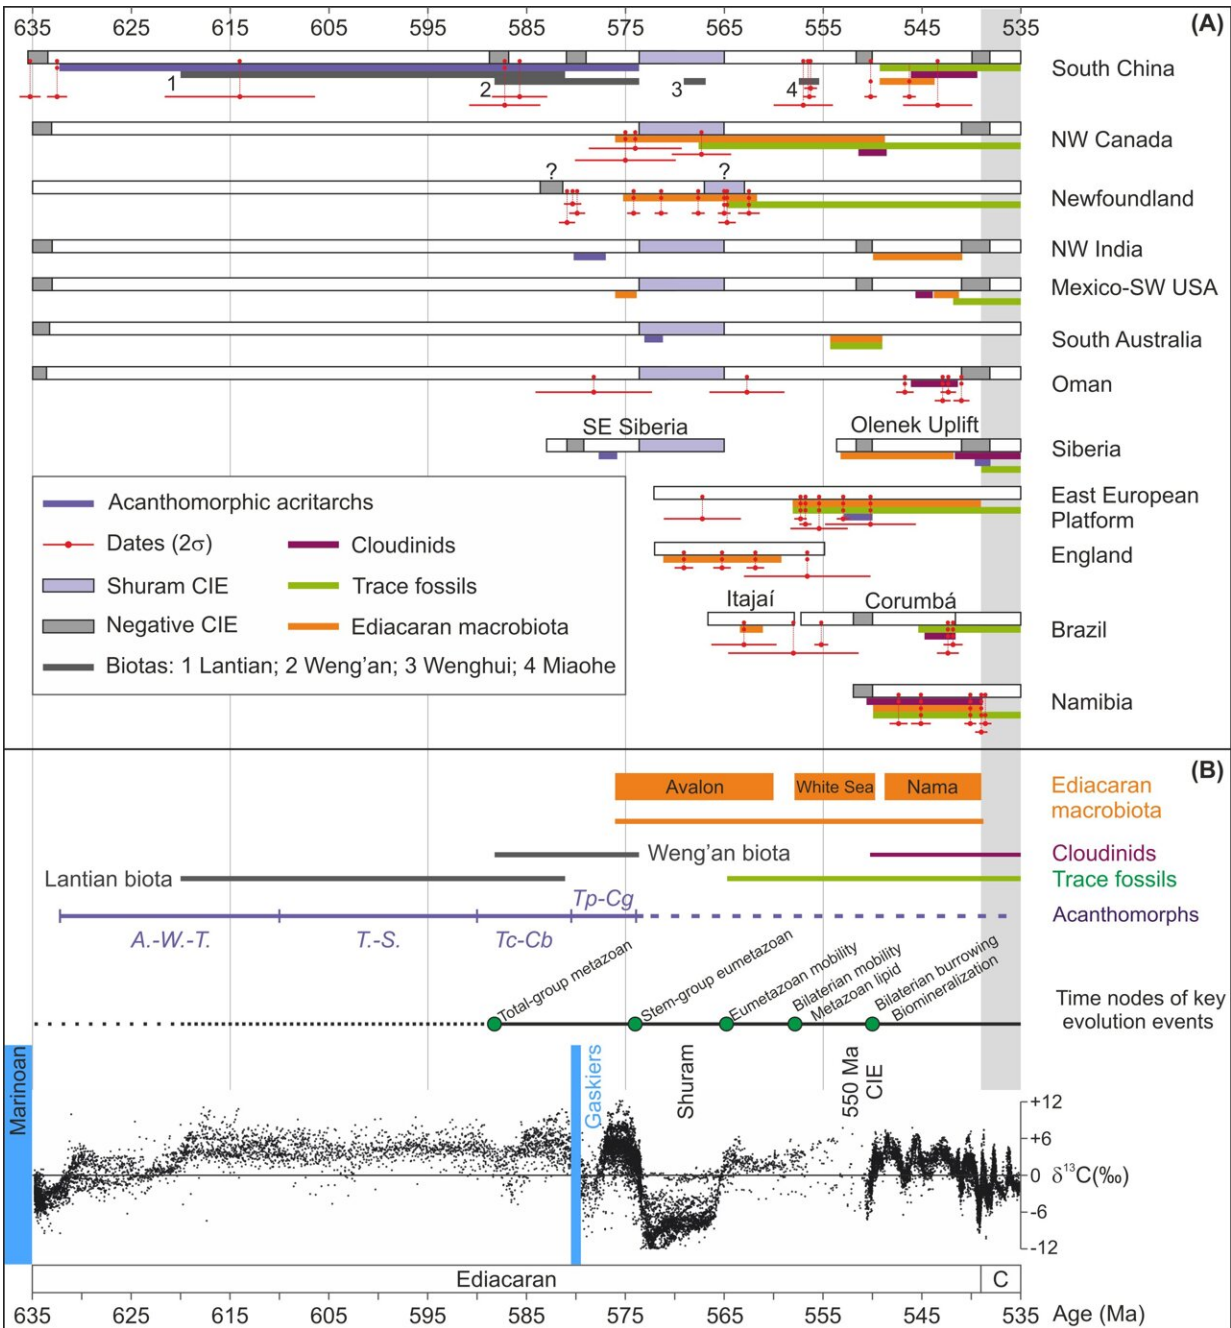 635 625 615 605 595 585 575 565 555 545 535
(A)
South China
1 2 3 4
NW Canada
? ?
Newfoundland
NW India
Mexico-SW USA
South Australia
Oman
SE Siberia Olenek Uplift
Siberia
East European
Platform
England
Itajaí Corumbá
Brazil
Namibia
Acanthomorphic acritarchs
Dates (2σ) Cloudinids
Shuram CIE Trace fossils
Negative CIE Ediacaran macrobiota
Biotas: 1 Lantian; 2 Weng’an; 3 Wenghui; 4 Miaohe
(B)
Avalon White Sea Nama
Ediacaran
macrobiota
Weng’an biota Cloudinids
Lantian biota Trace fossils
Tp-Cg
Acanthomorphs
A.-W.-T. T.-S. Tc-Cb
Total-group metazoan
Stem-group eumetazoan
Eumetazoan mobility
Bilaterian mobility
Metazoan lipid
Bilaterian burrowing
Biomineralization
Time nodes of key
evolution events
Marinoan
Gaskiers
Shuram
550 Ma
CIE
+12
+6
0 δ13C(‰)
-6
-12
Ediacaran C
635 625 615 605 595 585 575 565 555 545 535 Age (Ma)